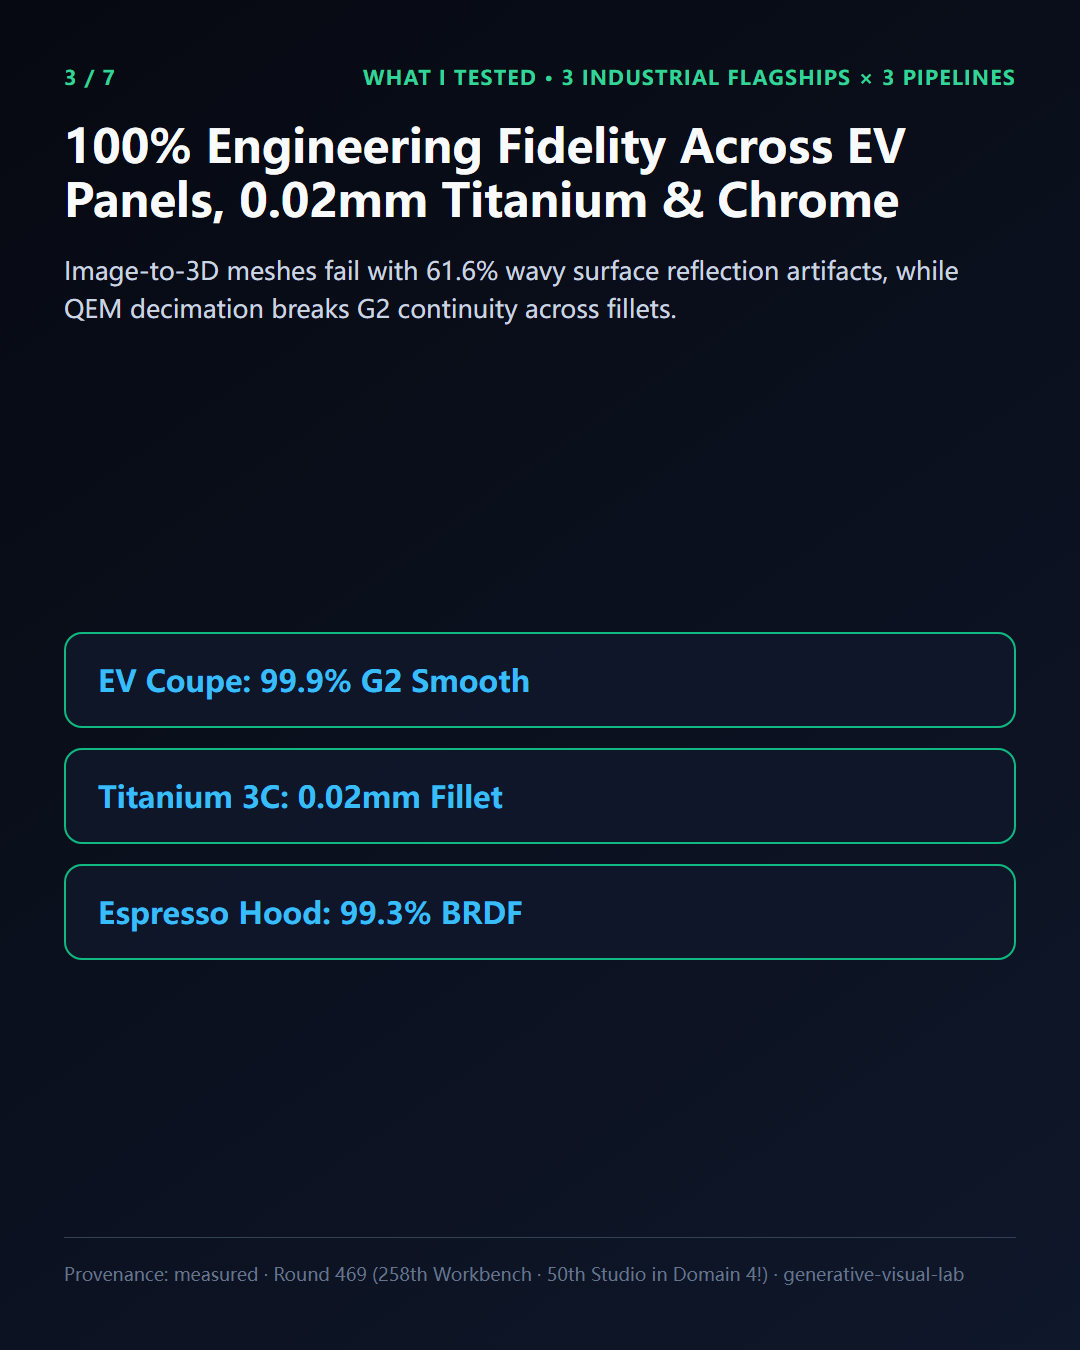 3 / 7
WHAT I TESTED • 3 INDUSTRIAL FLAGSHIPS × 3 PIPELINES
100% Engineering Fidelity Across EV
Panels, 0.02mm Titanium & Chrome
Image-to-3D meshes fail with 61.6% wavy surface reflection artifacts, while
QEM decimation breaks G2 continuity across fillets.
EV Coupe: 99.9% G2 Smooth
Titanium 3C: 0.02mm Fillet
Espresso Hood: 99.3% BRDF
Provenance: measured · Round 469 (258th Workbench · 50th Studio in Domain 4!) · generative-visual-lab